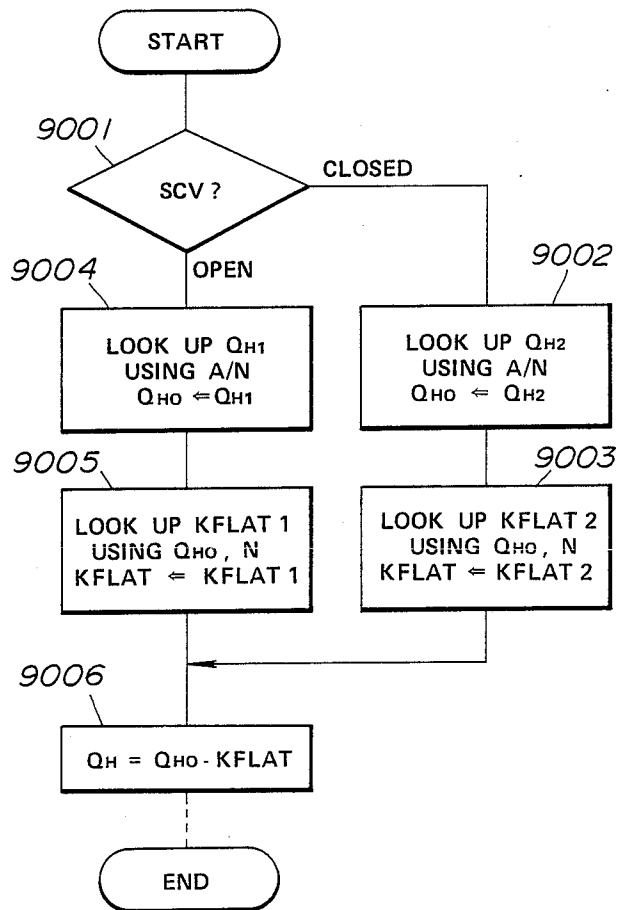 START
9001
SCV ?
CLOSED
OPEN
9004
LOOK UP QH1
USING A/N
QHO ⇐ QH1
9002
LOOK UP QH2
USING A/N
QHO ⇐ QH2
9005
LOOK UP KFLAT 1
USING QHO , N
KFLAT ⇐ KFLAT 1
9003
LOOK UP KFLAT 2
USING QHO , N
KFLAT ⇐ KFLAT 2
9006
QH = QHO - KFLAT
END